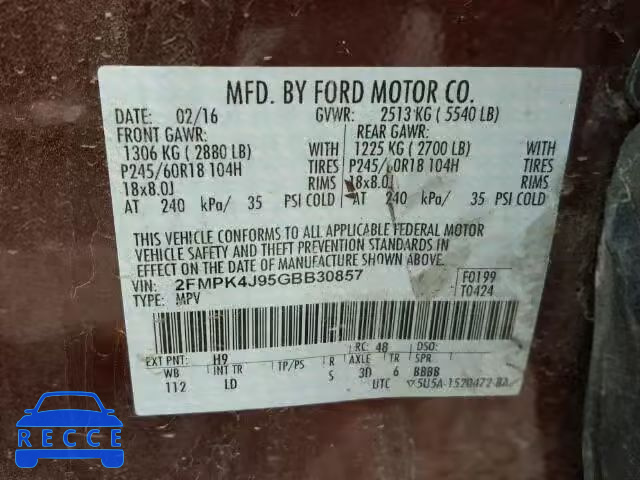 MFD. BY FORD MOTOR CO.
DATE: 02/16 GVWR: 2513 KG ( 5540 LB)
FRONT GAWR: REAR GAWR:
1306 KG ( 2880 LB) WITH 1225 KG ( 2700 LB) WITH
P245/60R18 104H TIRES P245/60R18 104H TIRES
18x8.0J RIMS 18x8.0J RIMS
AT 240 kPa/ 35 PSI COLD AT 240 kPa/ 35 PSI COLD
THIS VEHICLE CONFORMS TO ALL APPLICABLE FEDERAL MOTOR
VEHICLE SAFETY AND THEFT PREVENTION STANDARDS IN
EFFECT ON THE DATE OF MANUFACTURE SHOWN ABOVE.
VIN: 2FMPK4J95GBB30857 F0199
TYPE: MPV T0424
RC: 48 DSO:
EXT PNT: H9
WB INT TR TP/PS R AXLE TR SPR
112 LD S 3D 6 BBBB
UTC 5U5A-1520472-BA
RECCE